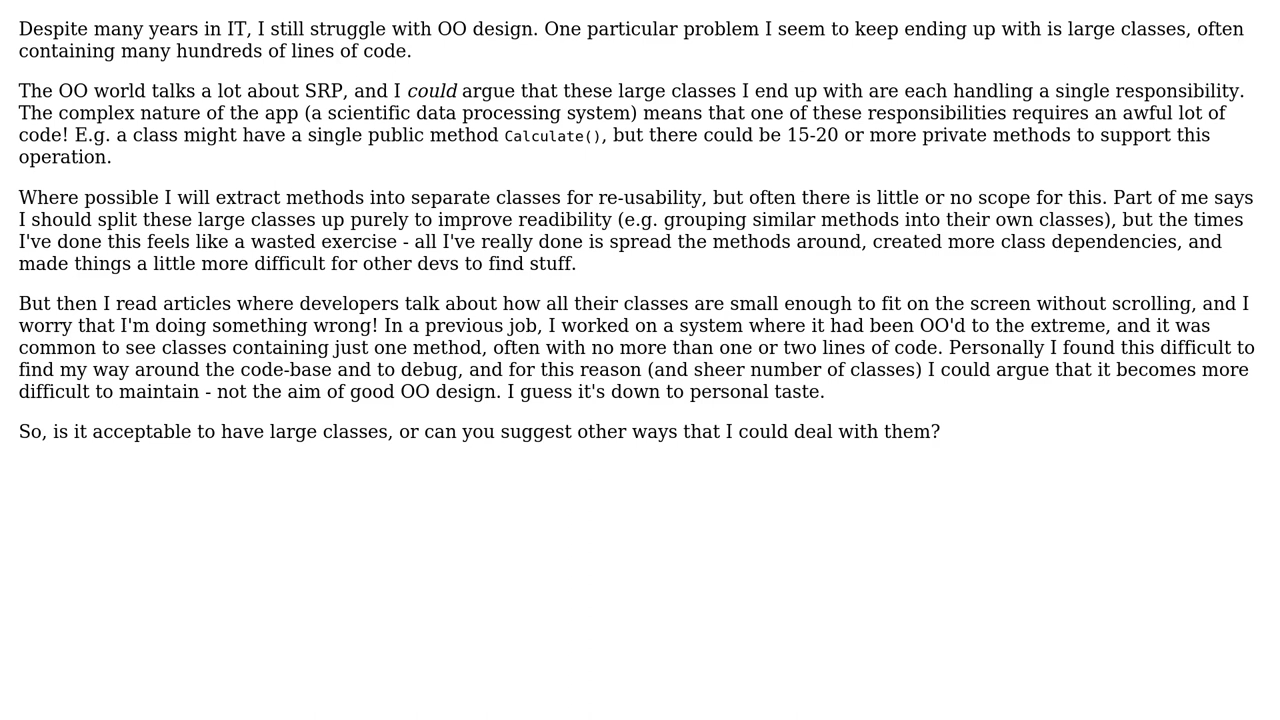 Despite many years in IT, I still struggle with OO design. One particular problem I seem to keep ending up with is large classes, often
containing many hundreds of lines of code.
The OO world talks a lot about SRP, and I could argue that these large classes I end up with are each handling a single responsibility.
The complex nature of the app (a scientific data processing system) means that one of these responsibilities requires an awful lot of
code! E.g. a class might have a single public method Calculate(), but there could be 15-20 or more private methods to support this
operation.
Where possible I will extract methods into separate classes for re-usability, but often there is little or no scope for this. Part of me says
I should split these large classes up purely to improve readibility (e.g. grouping similar methods into their own classes), but the times
I've done this feels like a wasted exercise - all I've really done is spread the methods around, created more class dependencies, and
made things a little more difficult for other devs to find stuff.
But then I read articles where developers talk about how all their classes are small enough to fit on the screen without scrolling, and I
worry that I'm doing something wrong! In a previous job, I worked on a system where it had been OO'd to the extreme, and it was
common to see classes containing just one method, often with no more than one or two lines of code. Personally I found this difficult to
find my way around the code-base and to debug, and for this reason (and sheer number of classes) I could argue that it becomes more
difficult to maintain - not the aim of good OO design. I guess it's down to personal taste.
So, is it acceptable to have large classes, or can you suggest other ways that I could deal with them?